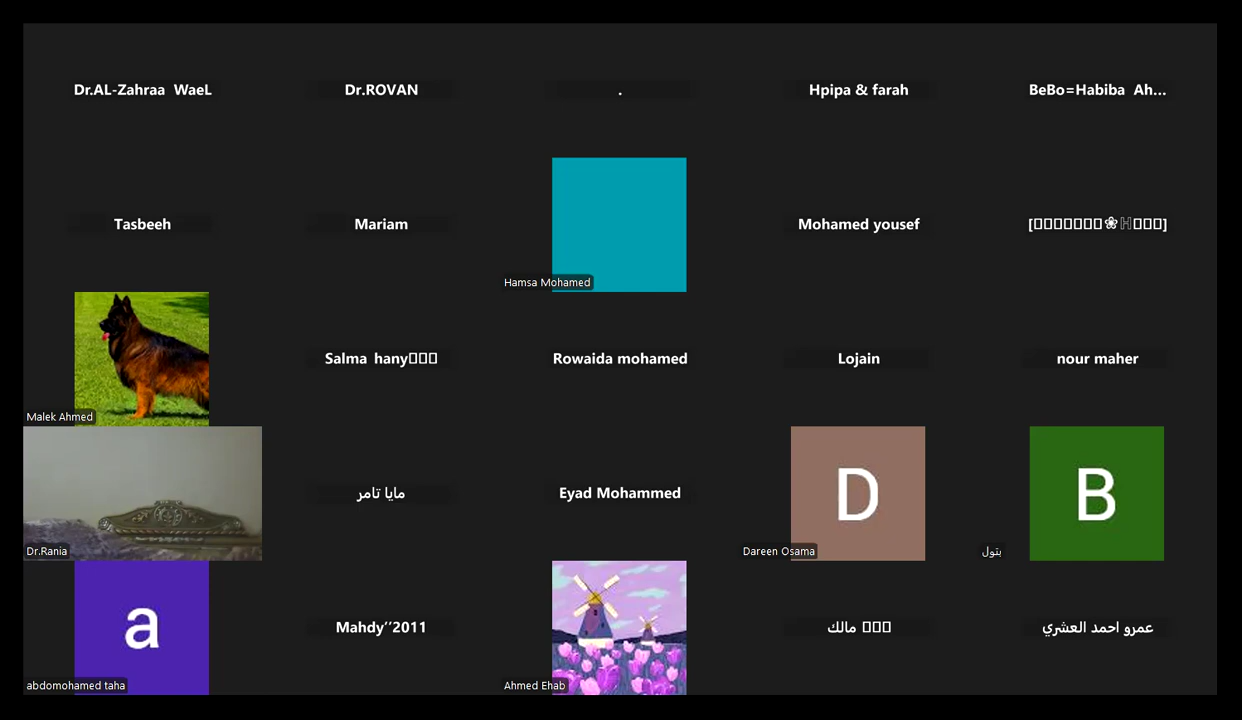 Dr.AL-Zahraa WaeL
Dr.ROVAN
.
Hpipa & farah
BeBo=Habiba Ah...
Tasbeeh
Mariam
Hamsa Mohamed
Mohamed yousef
[▯▯▯▯▯▯▯❀ℍ▯▯▯]
Malek Ahmed
Salma hany▯▯▯
Rowaida mohamed
Lojain
nour maher
Dr.Rania
مايا تامر
Eyad Mohammed
D
Dareen Osama
B
بتول
a
abdomohamed taha
Mahdy′′2011
Ahmed Ehab
مالك ▯▯▯
عمرو احمد العشري